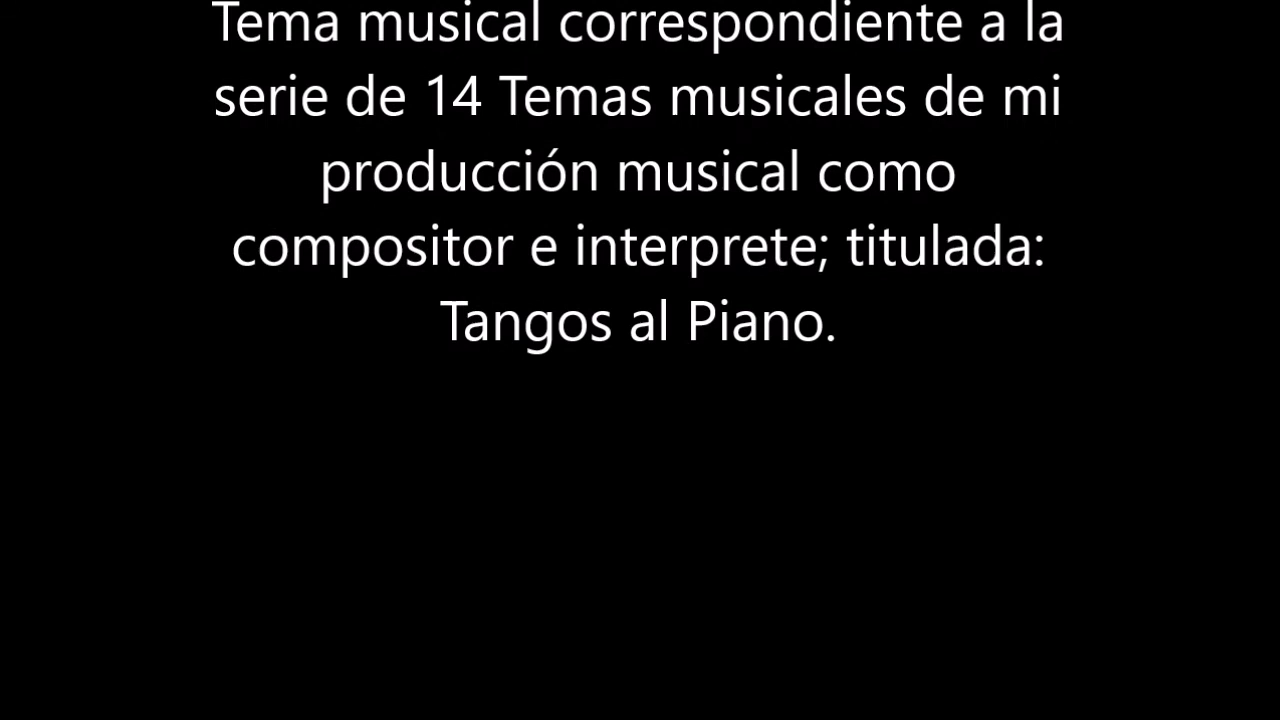 Tema musical correspondiente a la
serie de 14 Temas musicales de mi
producción musical como
compositor e interprete; titulada:
Tangos al Piano.